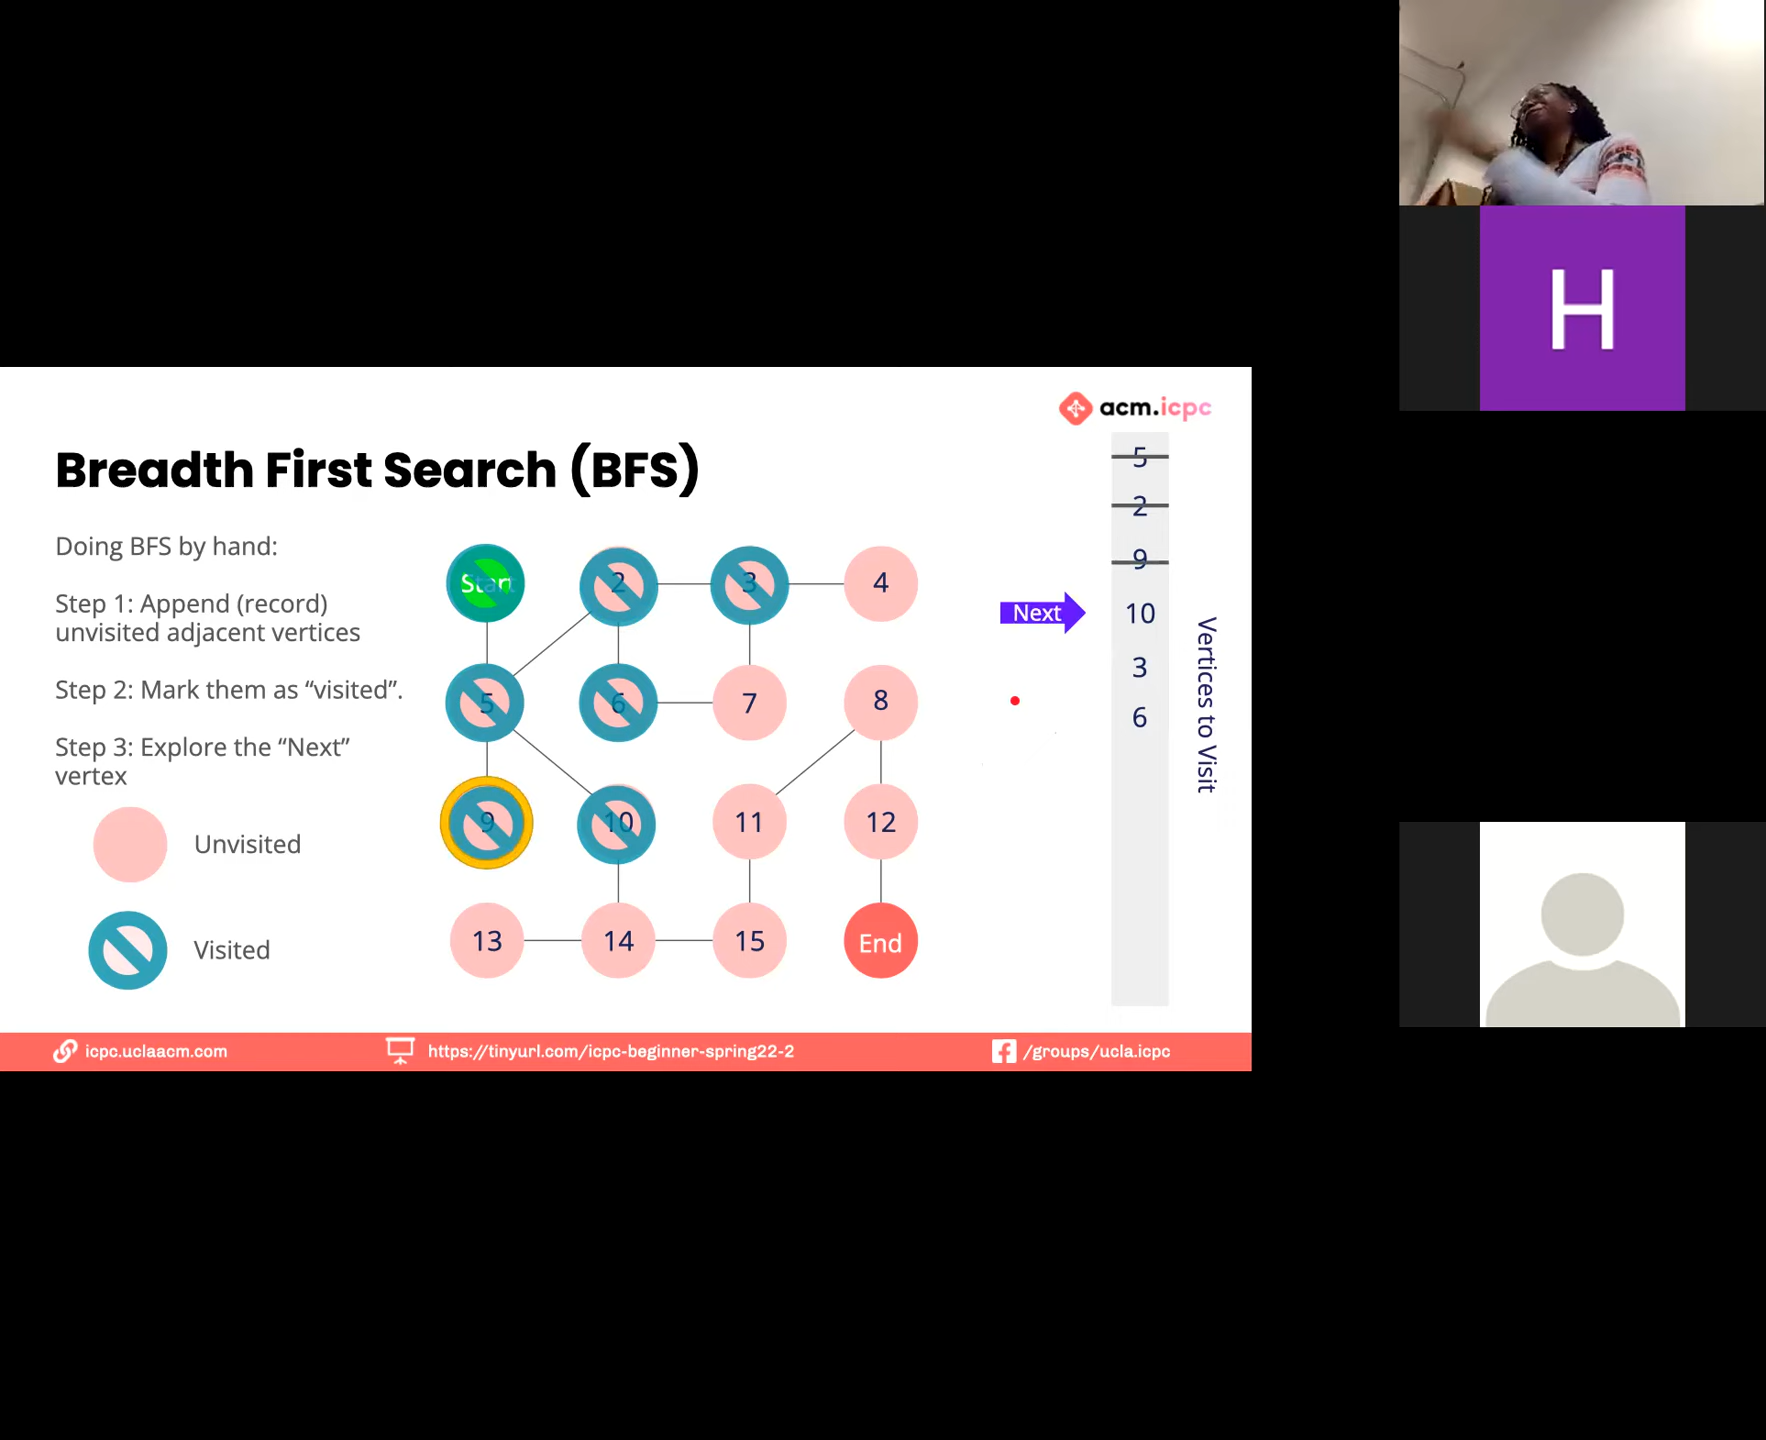 H
acm.icpc
Breadth First Search (BFS)
Doing BFS by hand:
Step 1: Append (record)
unvisited adjacent vertices
Step 2: Mark them as “visited”.
Step 3: Explore the “Next”
vertex
Unvisited
Visited
Start
2
3
4
5
6
7
8
9
10
11
12
13
14
15
End
Next
5
2
9
10
3
6
Vertices to Visit
icpc.uclaacm.com
https://tinyurl.com/icpc-beginner-spring22-2
/groups/ucla.icpc